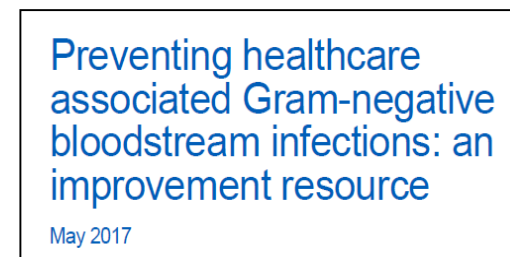 Preventing healthcare
associated Gram-negative
bloodstream infections: an
improvement resource
May 2017